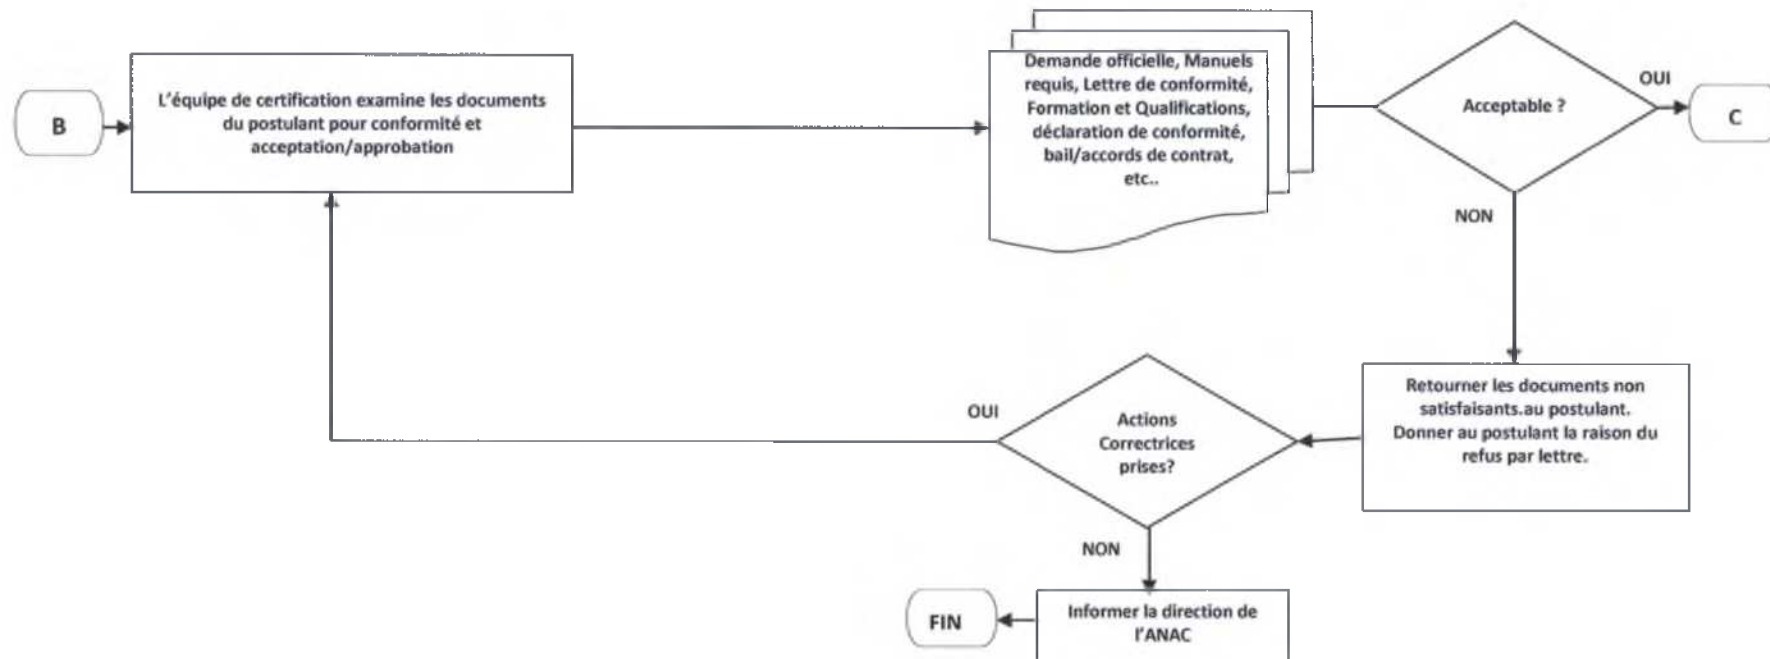 B
L'équipe de certification examine les documents
du postulant pour conformité et
acceptation/approbation
Demande officielle, Manuels
requis, Lettre de conformité,
Formation et Qualifications,
déclaration de conformité,
bail/accords de contrat,
etc..
Acceptable ?
OUI
C
NON
Retourner les documents non
satisfaisants.au postulant.
Donner au postulant la raison du
refus par lettre.
OUI
Actions
Correctrices
prises?
NON
Informer la direction de
l'ANAC
FIN